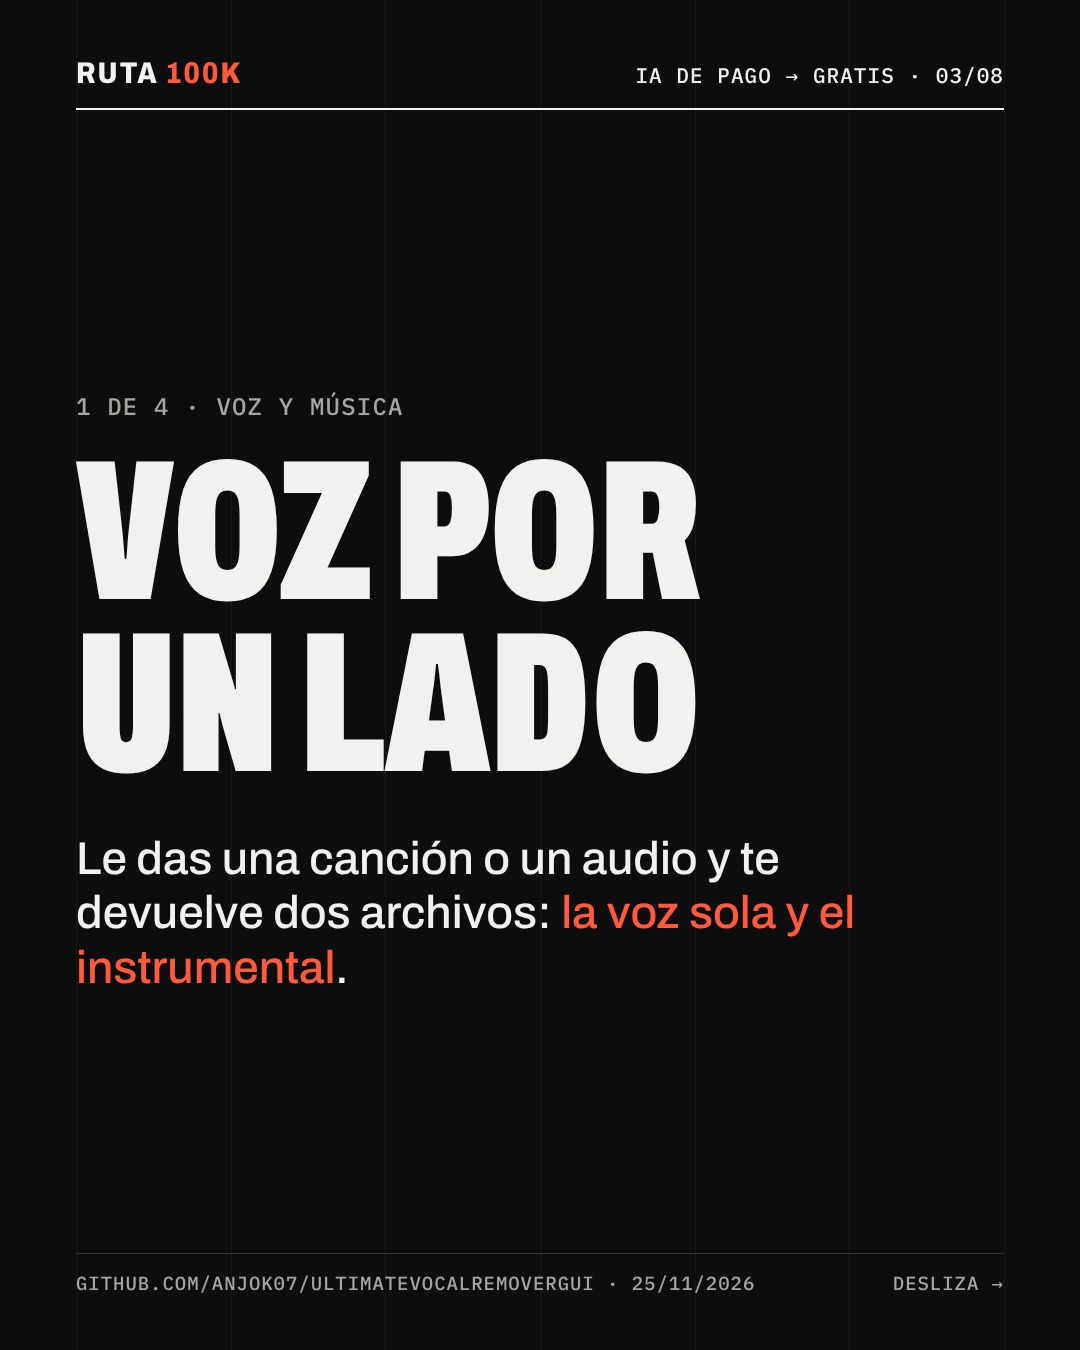 RUTA 100K
IA DE PAGO → GRATIS · 03/08
1 DE 4 · VOZ Y MÚSICA
VOZ POR
UN LADO
Le das una canción o un audio y te
devuelve dos archivos: la voz sola y el
instrumental.
GITHUB.COM/ANJOK07/ULTIMATEVOCALREMOVERGUI · 25/11/2026
DESLIZA →